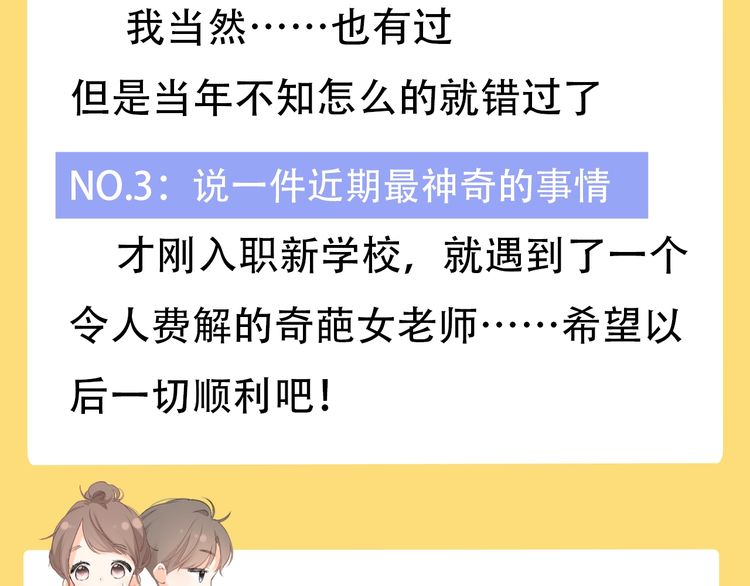 我当然……也有过
但是当年不知怎么的就错过了
NO.3：说一件近期最神奇的事情
才刚入职新学校，就遇到了一个
令人费解的奇葩女老师……希望以
后一切顺利吧！